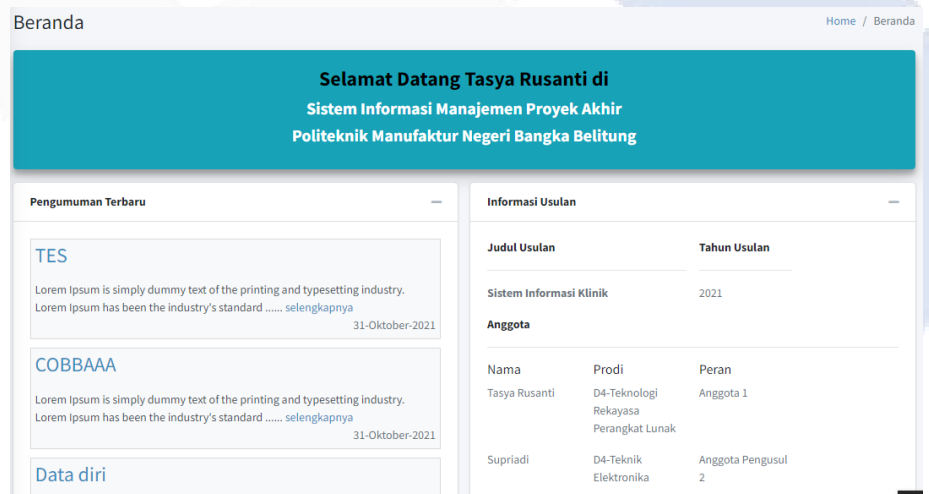 Beranda
Home / Beranda
Selamat Datang Tasya Rusanti di
Sistem Informasi Manajemen Proyek Akhir
Politeknik Manufaktur Negeri Bangka Belitung
Pengumuman Terbaru
TES
Lorem Ipsum is simply dummy text of the printing and typesetting industry.
Lorem Ipsum has been the industry's standard ...... selengkapnya
31-Oktober-2021
COBBAAA
Lorem Ipsum is simply dummy text of the printing and typesetting industry.
Lorem Ipsum has been the industry's standard ...... selengkapnya
31-Oktober-2021
Data diri
Informasi Usulan
Judul Usulan Tahun Usulan
Sistem Informasi Klinik 2021
Anggota
Nama Prodi Peran
Tasya Rusanti D4-Teknologi Anggota 1
Rekayasa
Perangkat Lunak
Supriadi D4-Teknik Anggota Pengusul
Elektronika 2